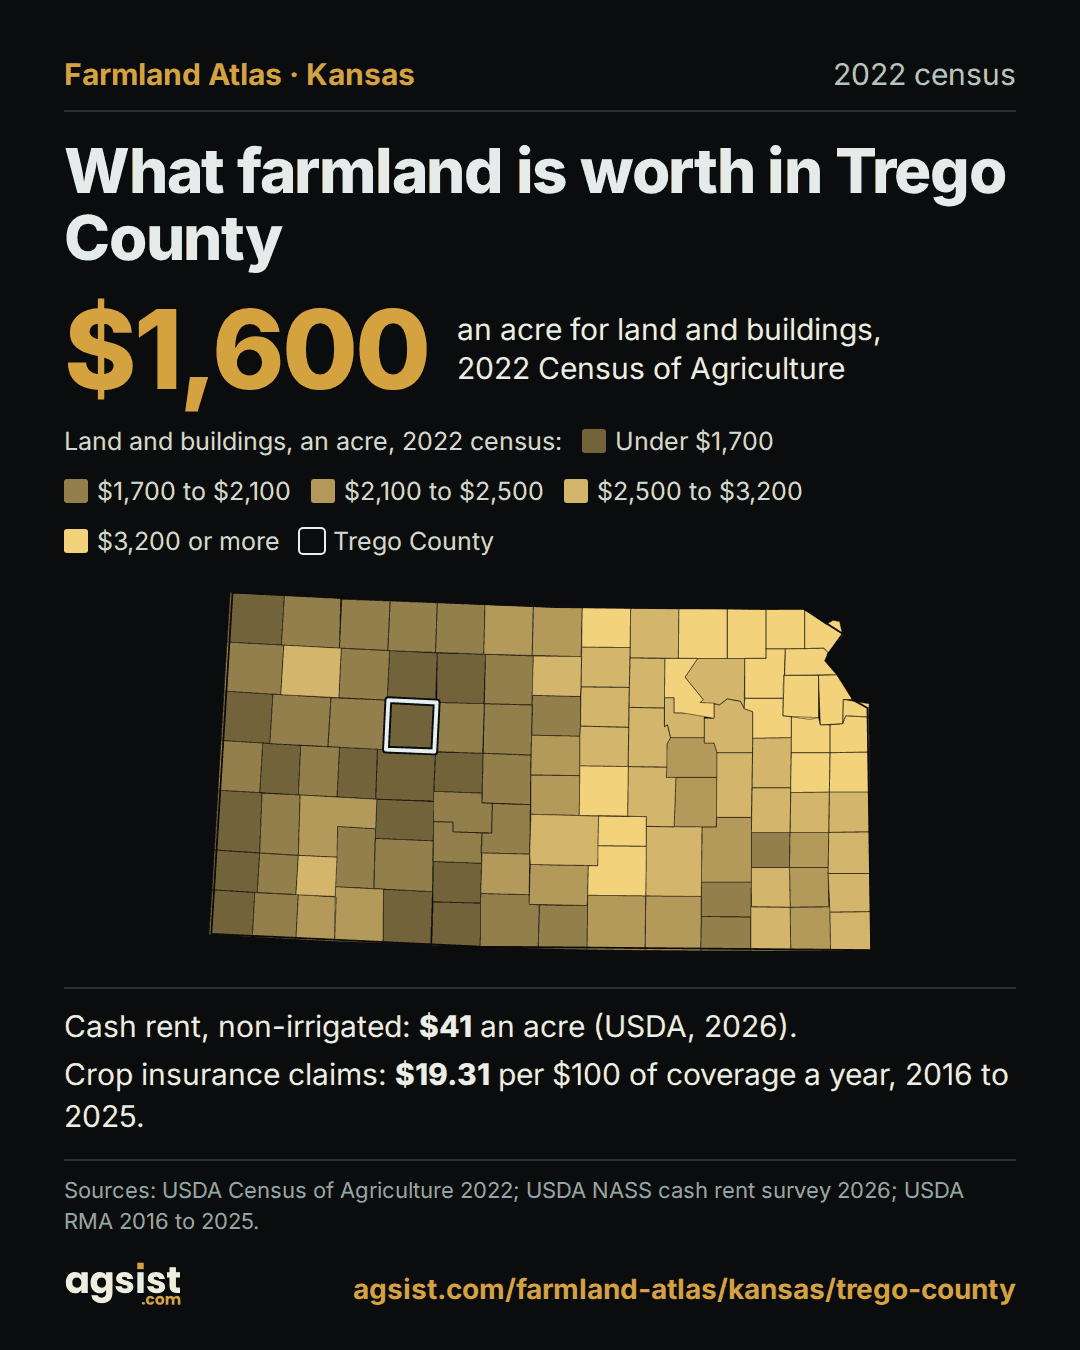 Farmland Atlas · Kansas
2022 census
What farmland is worth in Trego
County
$1,600
an acre for land and buildings,
2022 Census of Agriculture
Land and buildings, an acre, 2022 census:
Under $1,700
$1,700 to $2,100
$2,100 to $2,500
$2,500 to $3,200
$3,200 or more
Trego County
Cash rent, non-irrigated: $41 an acre (USDA, 2026).
Crop insurance claims: $19.31 per $100 of coverage a year, 2016 to
2025.
Sources: USDA Census of Agriculture 2022; USDA NASS cash rent survey 2026; USDA
RMA 2016 to 2025.
agsist
.com
agsist.com/farmland-atlas/kansas/trego-county